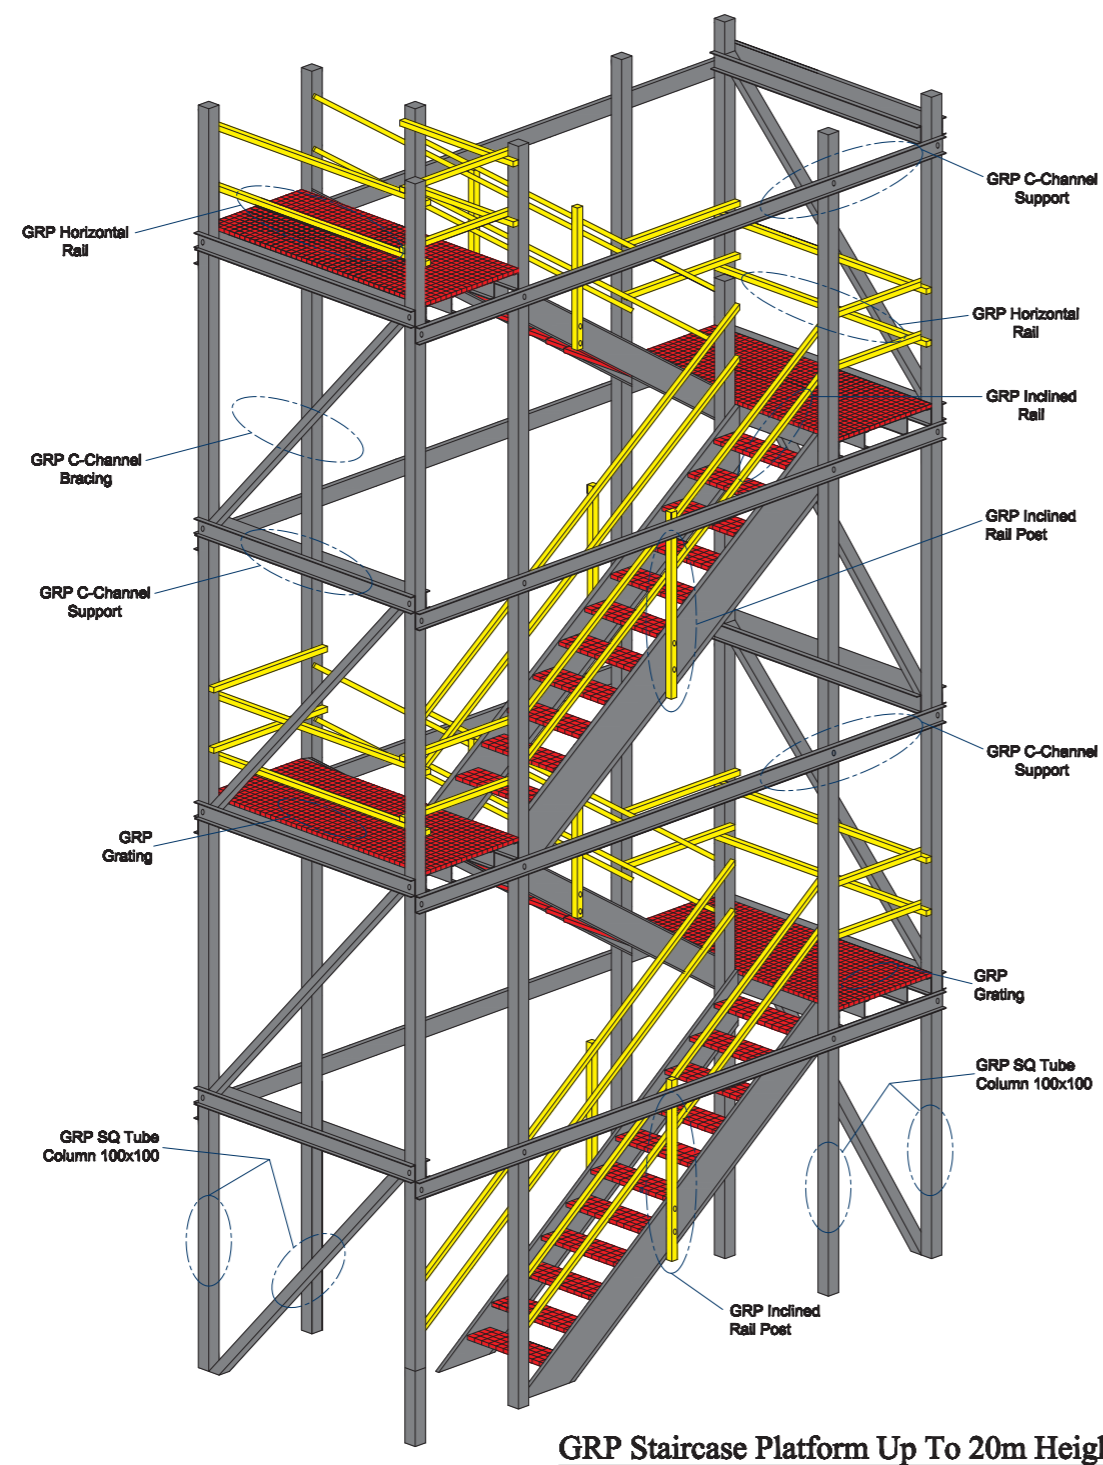 GRP C-Channel
Support
GRP Horizontal
Rail
GRP Horizontal
Rail
GRP Inclined
Rail
GRP C-Channel
Bracing
GRP Inclined
Rail Post
GRP C-Channel
Support
GRP C-Channel
Support
GRP
Grating
GRP
Grating
GRP SQ Tube
Column 100x100
GRP SQ Tube
Column 100x100
GRP Inclined
Rail Post
GRP Staircase Platform Up To 20m Heigh